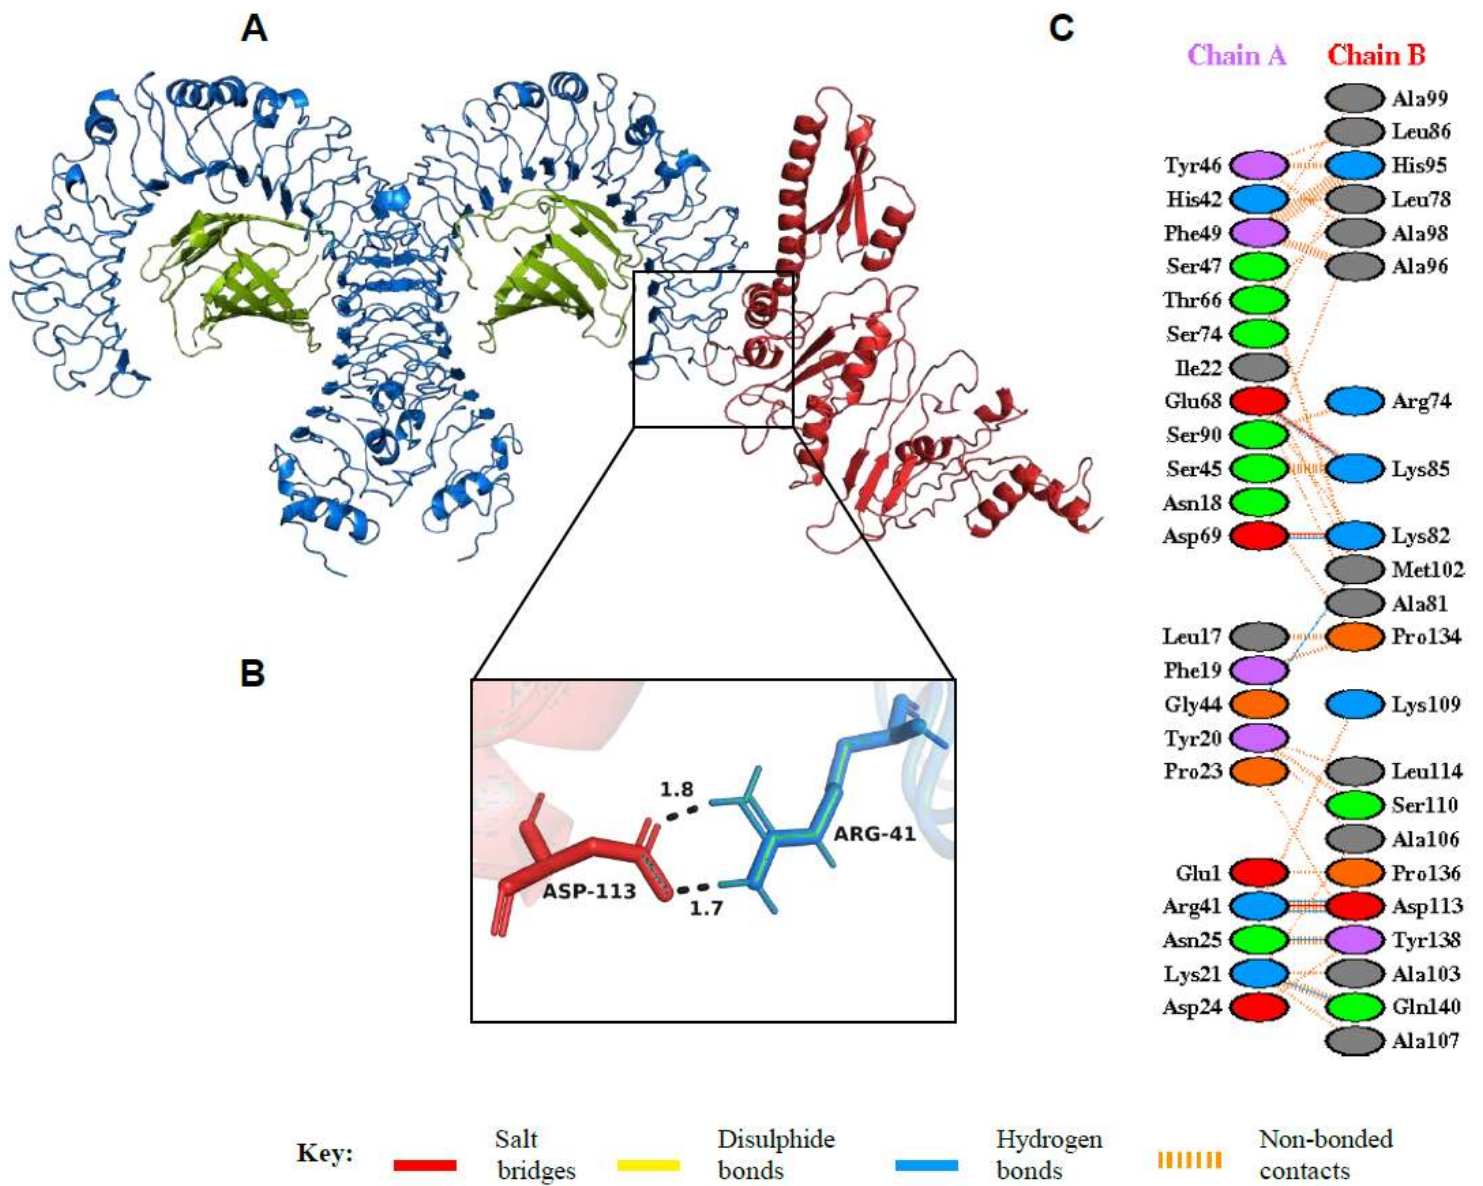 A
C
Chain A Chain B
Ala99
Leu86
Tyr46 His95
His42 Leu78
Phe49 Ala98
Ser47 Ala96
Thr66
Ser74
Ile22
Glu68 Arg74
Ser90
Ser45 Lys85
Asn18
Asp69 Lys82
Met102
Ala81
Leu17 Pro134
Phe19
Gly44 Lys109
Tyr20
Pro23 Leu114
Ser110
Ala106
Glu1 Pro136
Arg41 Asp113
Asn25 Tyr138
Lys21 Ala103
Asp24 Gln140
Ala107
B
1.8
ARG-41
ASP-113
1.7
Key:
Salt
bridges
Disulphide
bonds
Hydrogen
bonds
Non-bonded
contacts